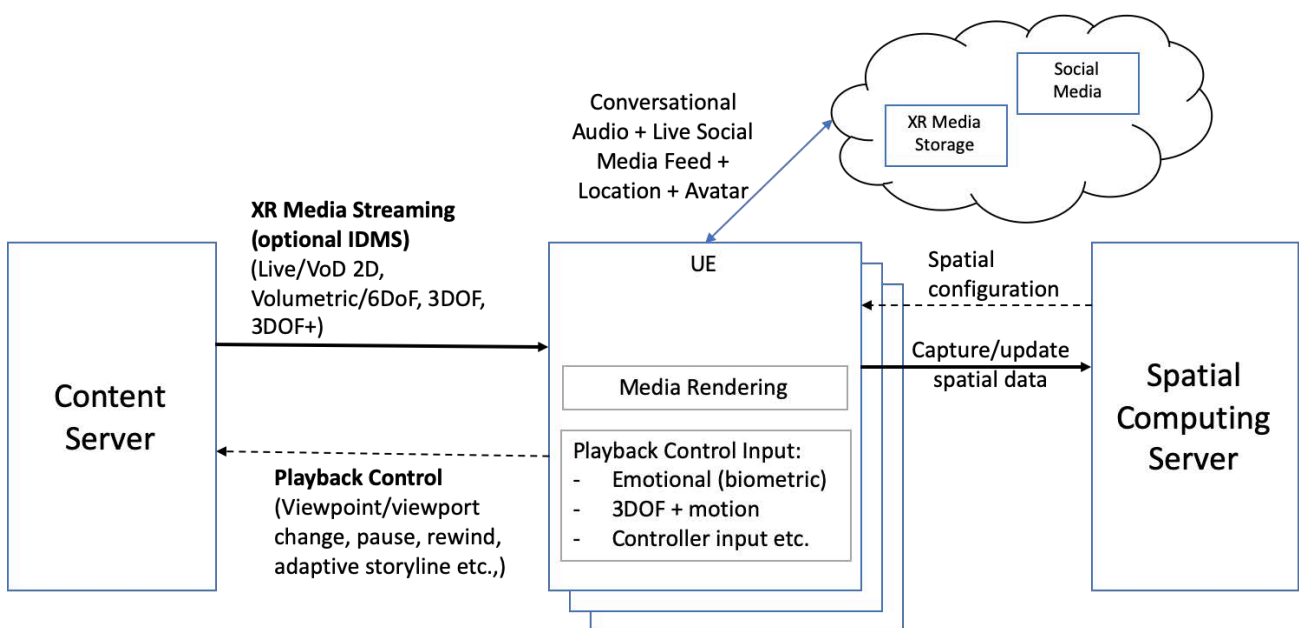 Social
Media
XR Media
Storage
Conversational
Audio + Live Social
Media Feed +
Location + Avatar
XR Media Streaming
(optional IDMS)
(Live/VoD 2D,
Volumetric/6DoF, 3DOF,
3DOF+)
Content
Server
Playback Control
(Viewpoint/viewport
change, pause, rewind,
adaptive storyline etc.,)
UE
Media Rendering
Playback Control Input:
- Emotional (biometric)
- 3DOF + motion
- Controller input etc.
Spatial
configuration
Capture/update
spatial data
Spatial
Computing
Server